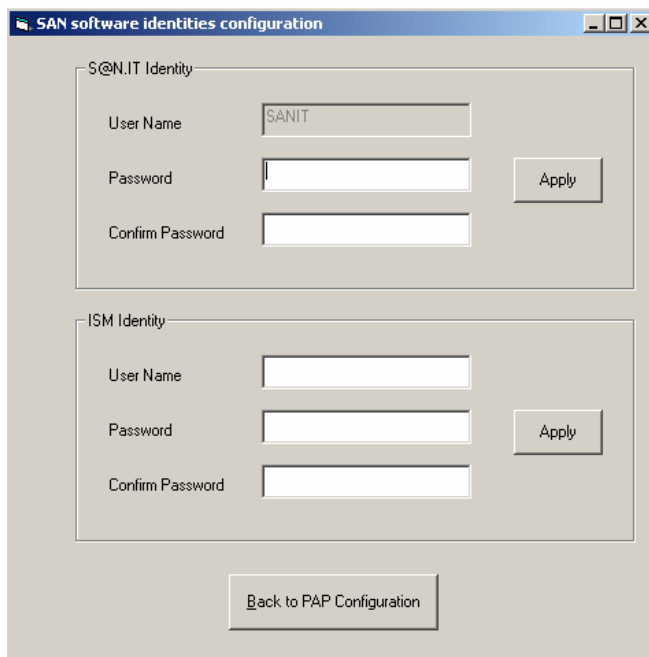 SAN software identities configuration
S@N.IT Identity
User Name
SANIT
Password
Apply
Confirm Password
ISM Identity
User Name
Password
Apply
Confirm Password
Back to PAP Configuration